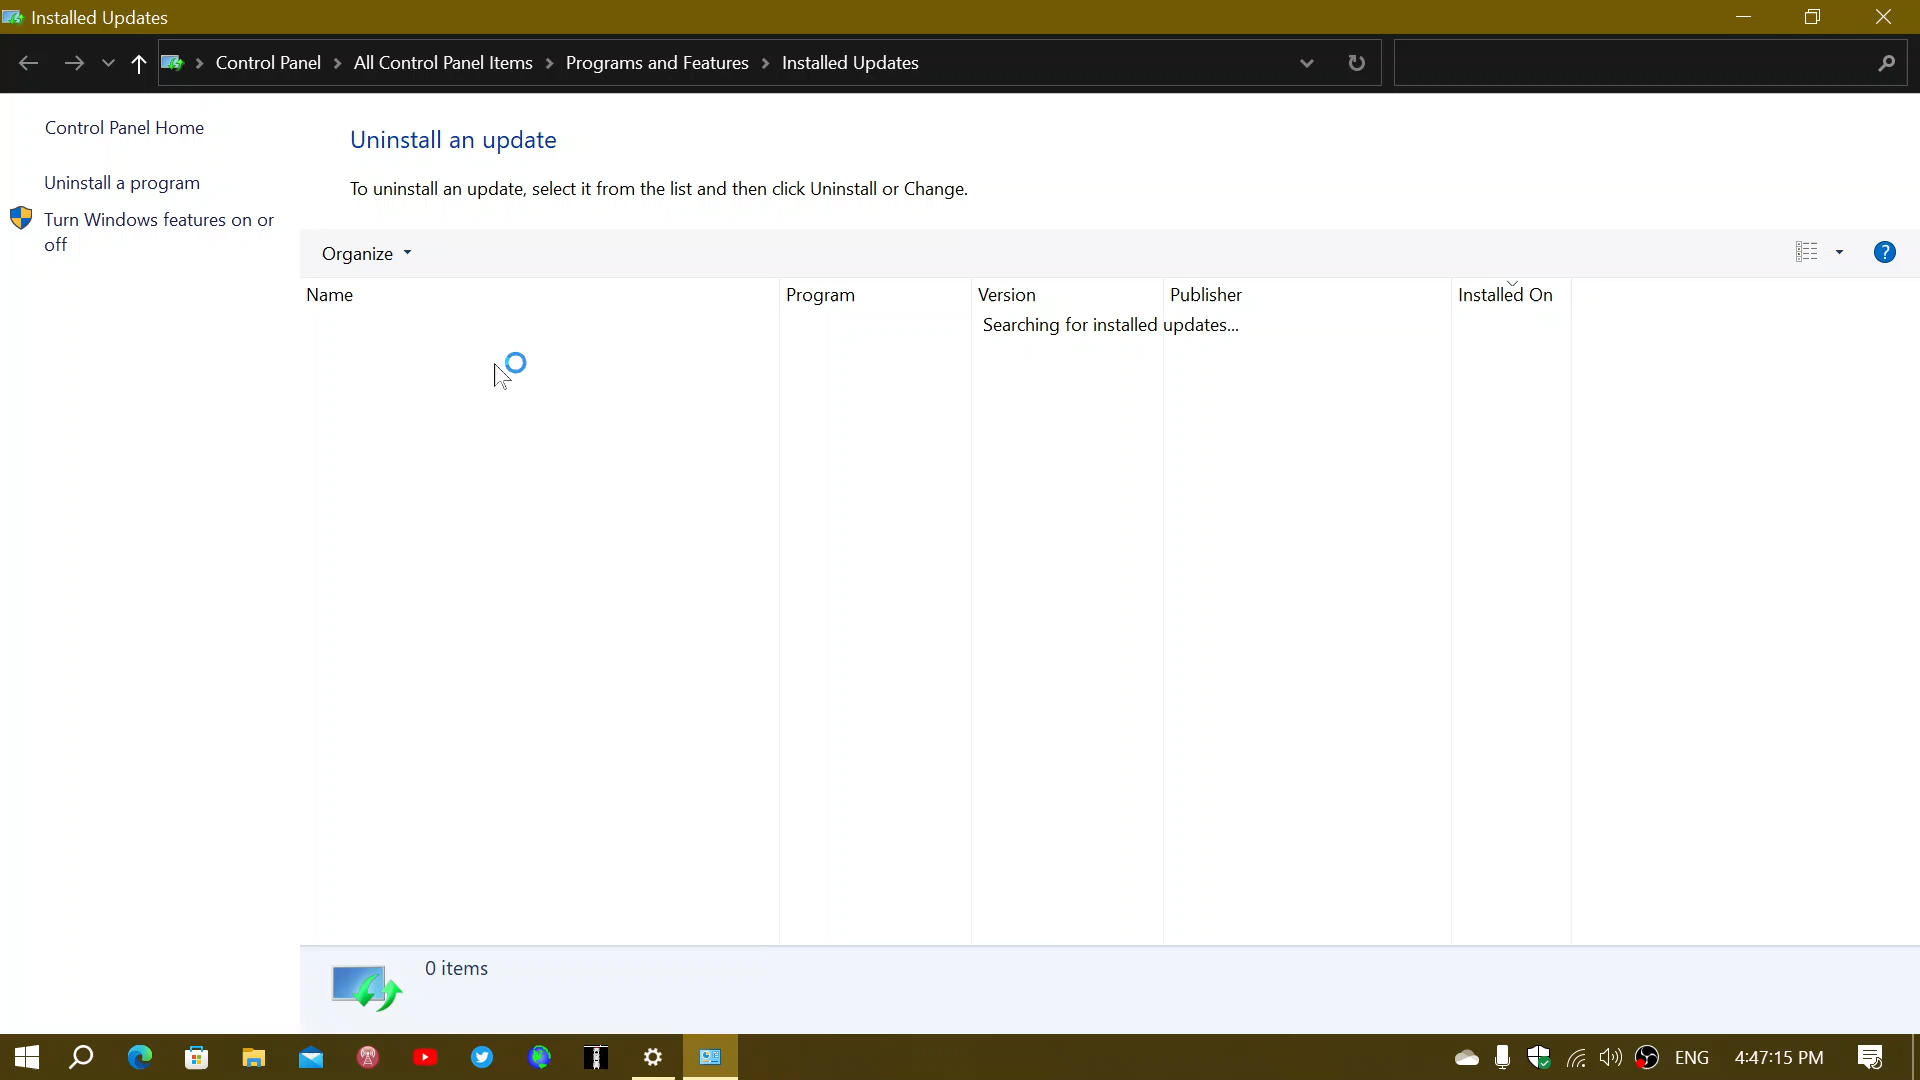 Installed Updates
Control Panel > All Control Panel Items > Programs and Features > Installed Updates
Control Panel Home
Uninstall a program
Turn Windows features on or
off
Uninstall an update
To uninstall an update, select it from the list and then click Uninstall or Change.
Organize
Name Program Version Publisher Installed On
Searching for installed updates...
0 items
ENG 4:47:15 PM